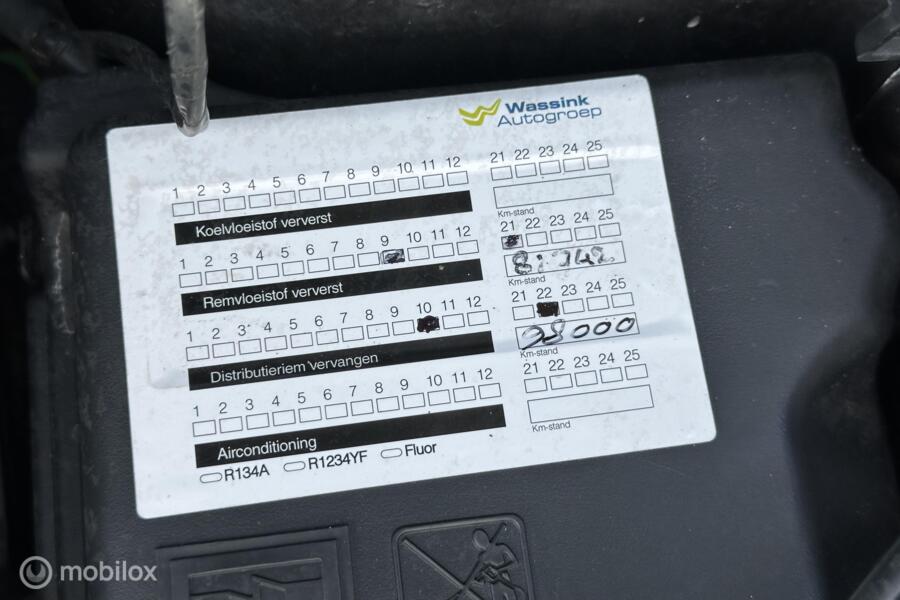 Wassink
Autogroep
1 2 3 4 5 6 7 8 9 10 11 12 21 22 23 24 25
Koelvloeistof ververst
Km-stand
1 2 3 4 5 6 7 8 9 10 11 12 21 22 23 24 25
Remvloeistof ververst
Km-stand
1 2 3 4 5 6 7 8 9 10 11 12 21 22 23 24 25
Distributieriem vervangen
98000
Km-stand
1 2 3 4 5 6 7 8 9 10 11 12 21 22 23 24 25
Airconditioning
Km-stand
R134A R1234YF Fluor
mobilox